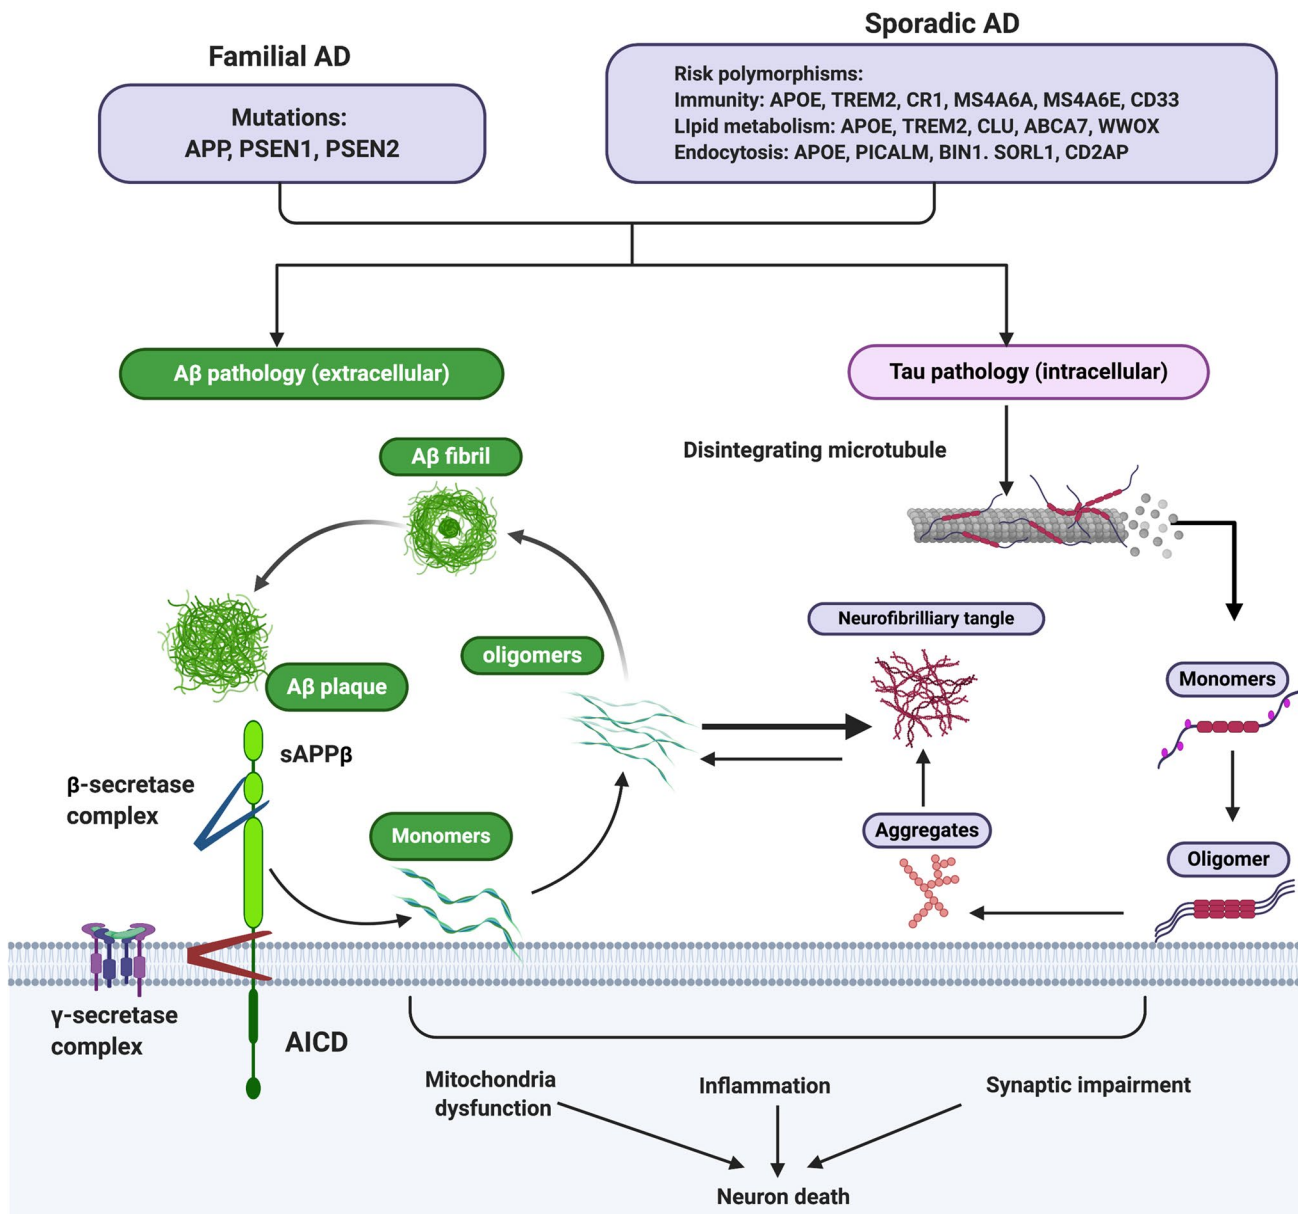 Familial AD
Mutations:
APP, PSEN1, PSEN2
Sporadic AD
Risk polymorphisms:
Immunity: APOE, TREM2, CR1, MS4A6A, MS4A6E, CD33
LIpid metabolism: APOE, TREM2, CLU, ABCA7, WWOX
Endocytosis: APOE, PICALM, BIN1. SORL1, CD2AP
Aβ pathology (extracellular)
Tau pathology (intracellular)
Disintegrating microtubule
Aβ fibril
Neurofibrilliary tangle
oligomers
Aβ plaque
Monomers
sAPPβ
β-secretase
complex
Monomers
Aggregates
Oligomer
γ-secretase
complex
AICD
Mitochondria
dysfunction
Inflammation
Synaptic impairment
Neuron death